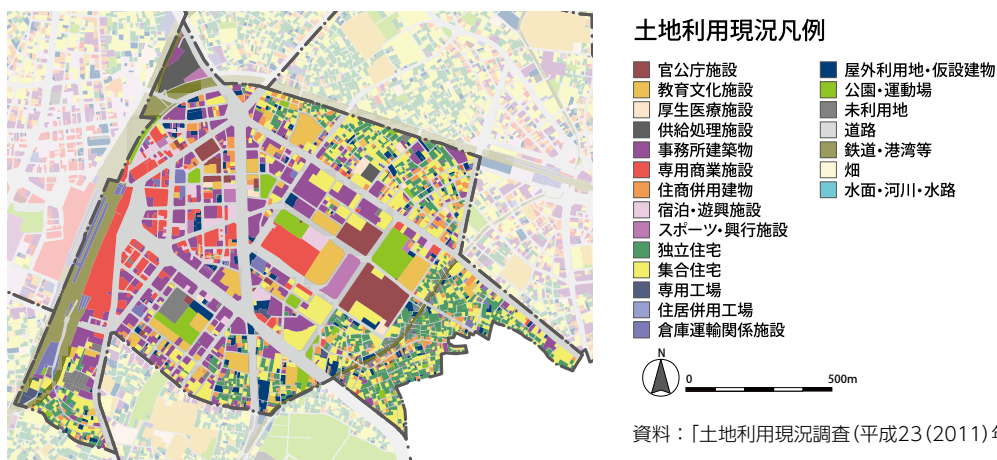 土地利用現況凡例
官公庁施設
教育文化施設
厚生医療施設
供給処理施設
事務所建築物
専用商業施設
住商併用建物
宿泊・遊興施設
スポーツ・興行施設
独立住宅
集合住宅
専用工場
住居併用工場
倉庫運輸関係施設
屋外利用地・仮設建物
公園・運動場
未利用地
道路
鉄道・港湾等
畑
水面・河川・水路
N
0 500m
資料：「土地利用現況調査（平成23（2011）年